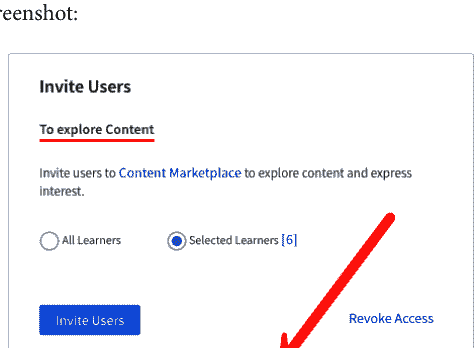 reenshot:
Invite Users
To explore Content
Invite users to Content Marketplace to explore content and express
interest.
All Learners Selected Learners [6]
Invite Users Revoke Access